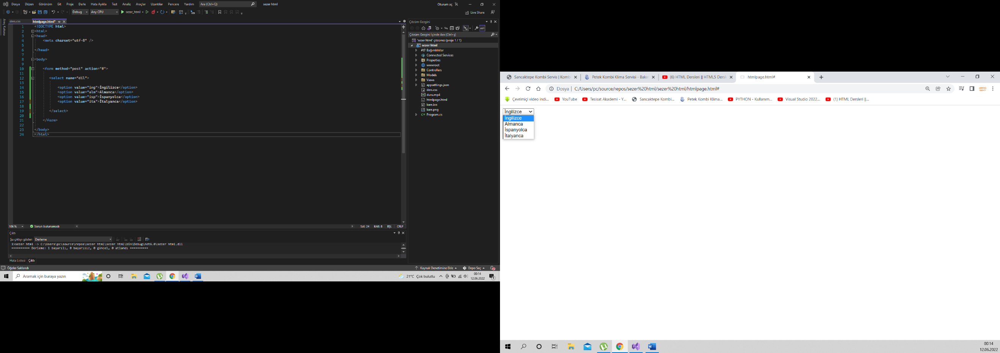 Dosya Düzen Görünüm Git Proje Derle Hata Ayıkla Test Analiz Araçlar Uzantılar Pencere Yardım Ara (Ctrl+Q) sezer html Oturum aç
Debug Any CPU sezer_html Live Share
Araç Kutusu
ders.css htmlpage.html*
1 <!DOCTYPE html>
2 <html>
3 <head>
4 <meta charset="utf-8" />
5
6 </head>
7
8 <body>
9
10 <form method="post" action="#">
11
12 <select name="dil">
13
14 <option value="ing">İngilizce</option>
15 <option value="alm">Almanca</option>
16 <option value="isp">İspanyolca</option>
17 <option value="ita">İtalyanca</option>
18
19 </select>
20
21 </form>
22
23 </body>
24 </html>
106 % Sorun bulunamadı Sat: 24 Krkt: 8 BŞL CRLF
Çıktı
Şu çıktıyı göster: Derleme
1>sezer html -> C:\Users\pc\source\repos\sezer html\sezer html\bin\Debug\net6.0\sezer html.dll
========== Derleme: 1 başarılı, 0 başarısız, 0 güncel, 0 atlandı ==========
Hata Listesi Çıktı
Öğeler Saklandı Kaynak Denetimine Ekle Depo Seç 2
Çözüm Gezgini
Çözüm Gezgini İçinde Ara (Ctrl+ş)
'sezer html' çözümü (proje 1 / 1)
sezer html
Bağımlılıklar
Connected Services
Properties
wwwroot
Controllers
Models
Views
appsettings.json
ders.css
duru.mp4
htmlpage.html
kare.ico
kare.png
C# Program.cs
Aramak için buraya yazın 21°C Çok bulutlu 00:14
12.06.2022 1
Sancaktepe Kombi Servis | Kombi Petek Kombi Klima Servisi - Bakım (6) HTML Dersleri || HTML5 Dersl htmlpage.html#
Dosya | C:/Users/pc/source/repos/sezer%20html/sezer%20html/htmlpage.html#
Çevrimiçi video indi... YouTube Tesisat Akademi - Y... Sancaktepe Kombi... Petek Kombi Klima... PYTHON - Kullanım... Visual Studio 2022... (1) HTML Dersleri ||...
İngilizce
İngilizce
Almanca
İspanyolca
İtalyanca
00:14
12.06.2022